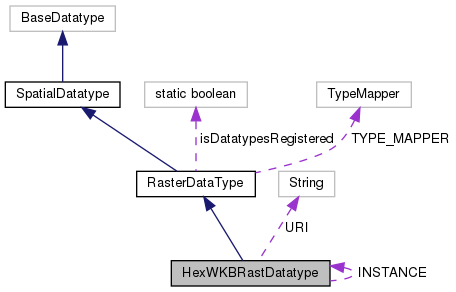 BaseDatatype
SpatialDatatype
static boolean
TypeMapper
isDatatypesRegistered
TYPE_MAPPER
RasterDataType
String
URI
HexWKBRastDatatype
INSTANCE